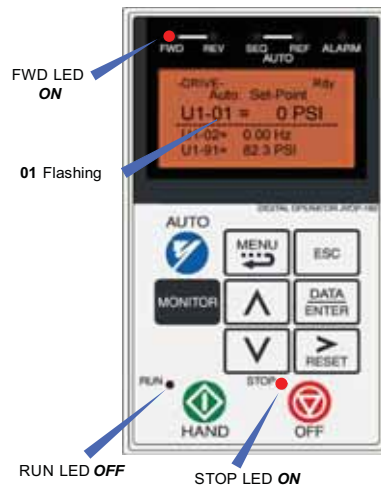 FWD REV SEQ REF ALARM
AUTO
FWD LED
ON
-DRIVE- Rdy
Auto Set-Point
U1-01 = 0 PSI
U1-02= 0.00 Hz
U1-91= 82.3 PSI
01 Flashing
DIGITAL OPERATOR JVOP-182
AUTO
MENU
ESC
MONITOR
DATA
ENTER
RESET
RUN
STOP
HAND
OFF
RUN LED OFF
STOP LED ON